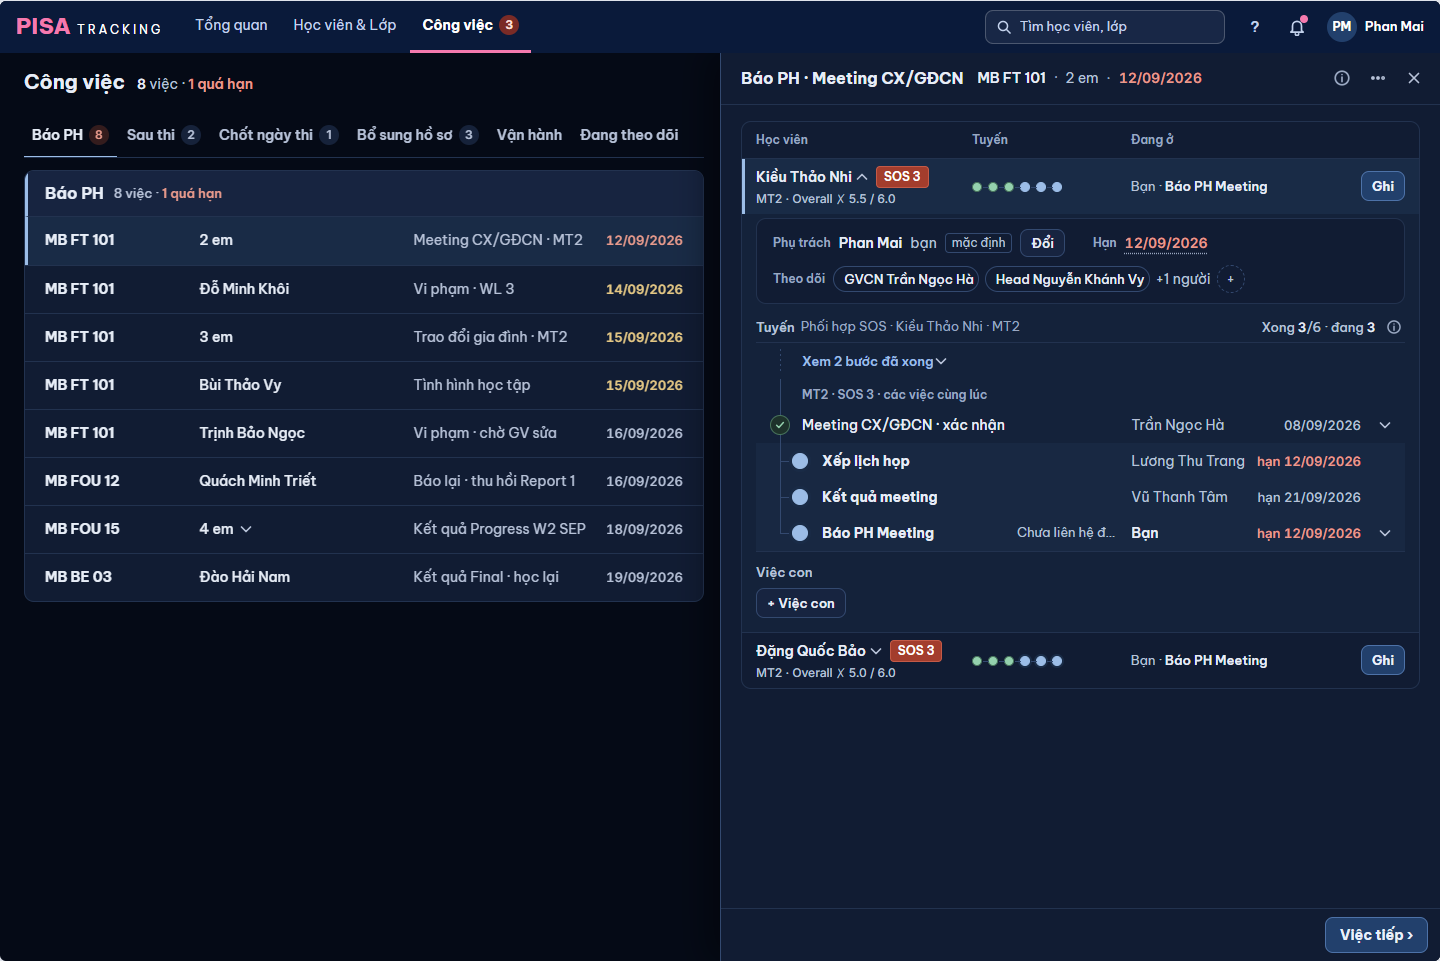 PISA TRACKING Tổng quan Học viên & Lớp Công việc 3 Tìm học viên, lớp ? PM Phan Mai
Công việc 8 việc · 1 quá hạn
Báo PH 8 Sau thi 2 Chốt ngày thi 1 Bổ sung hồ sơ 3 Vận hành Đang theo dõi
Báo PH 8 việc · 1 quá hạn
MB FT 101 2 em Meeting CX/GĐCN · MT2 12/09/2026
MB FT 101 Đỗ Minh Khôi Vi phạm · WL 3 14/09/2026
MB FT 101 3 em Trao đổi gia đình · MT2 15/09/2026
MB FT 101 Bùi Thảo Vy Tình hình học tập 15/09/2026
MB FT 101 Trịnh Bảo Ngọc Vi phạm · chờ GV sửa 16/09/2026
MB FOU 12 Quách Minh Triết Báo lại · thu hồi Report 1 16/09/2026
MB FOU 15 4 em Kết quả Progress W2 SEP 18/09/2026
MB BE 03 Đào Hải Nam Kết quả Final · học lại 19/09/2026
Báo PH · Meeting CX/GĐCN MB FT 101 · 2 em · 12/09/2026
Học viên Tuyến Đang ở
Kiều Thảo Nhi SOS 3 Bạn · Báo PH Meeting Ghi
MT2 · Overall ✗ 5.5 / 6.0
Phụ trách Phan Mai bạn mặc định Đổi Hạn 12/09/2026
Theo dõi GVCN Trần Ngọc Hà Head Nguyễn Khánh Vy +1 người +
Tuyến Phối hợp SOS · Kiều Thảo Nhi · MT2 Xong 3/6 · đang 3
Xem 2 bước đã xong
MT2 · SOS 3 · các việc cùng lúc
Meeting CX/GĐCN · xác nhận Trần Ngọc Hà 08/09/2026
Xếp lịch họp Lương Thu Trang hạn 12/09/2026
Kết quả meeting Vũ Thanh Tâm hạn 21/09/2026
Báo PH Meeting Chưa liên hệ đ... Bạn hạn 12/09/2026
Việc con
+ Việc con
Đặng Quốc Bảo SOS 3 Bạn · Báo PH Meeting Ghi
MT2 · Overall ✗ 5.0 / 6.0
Việc tiếp ›